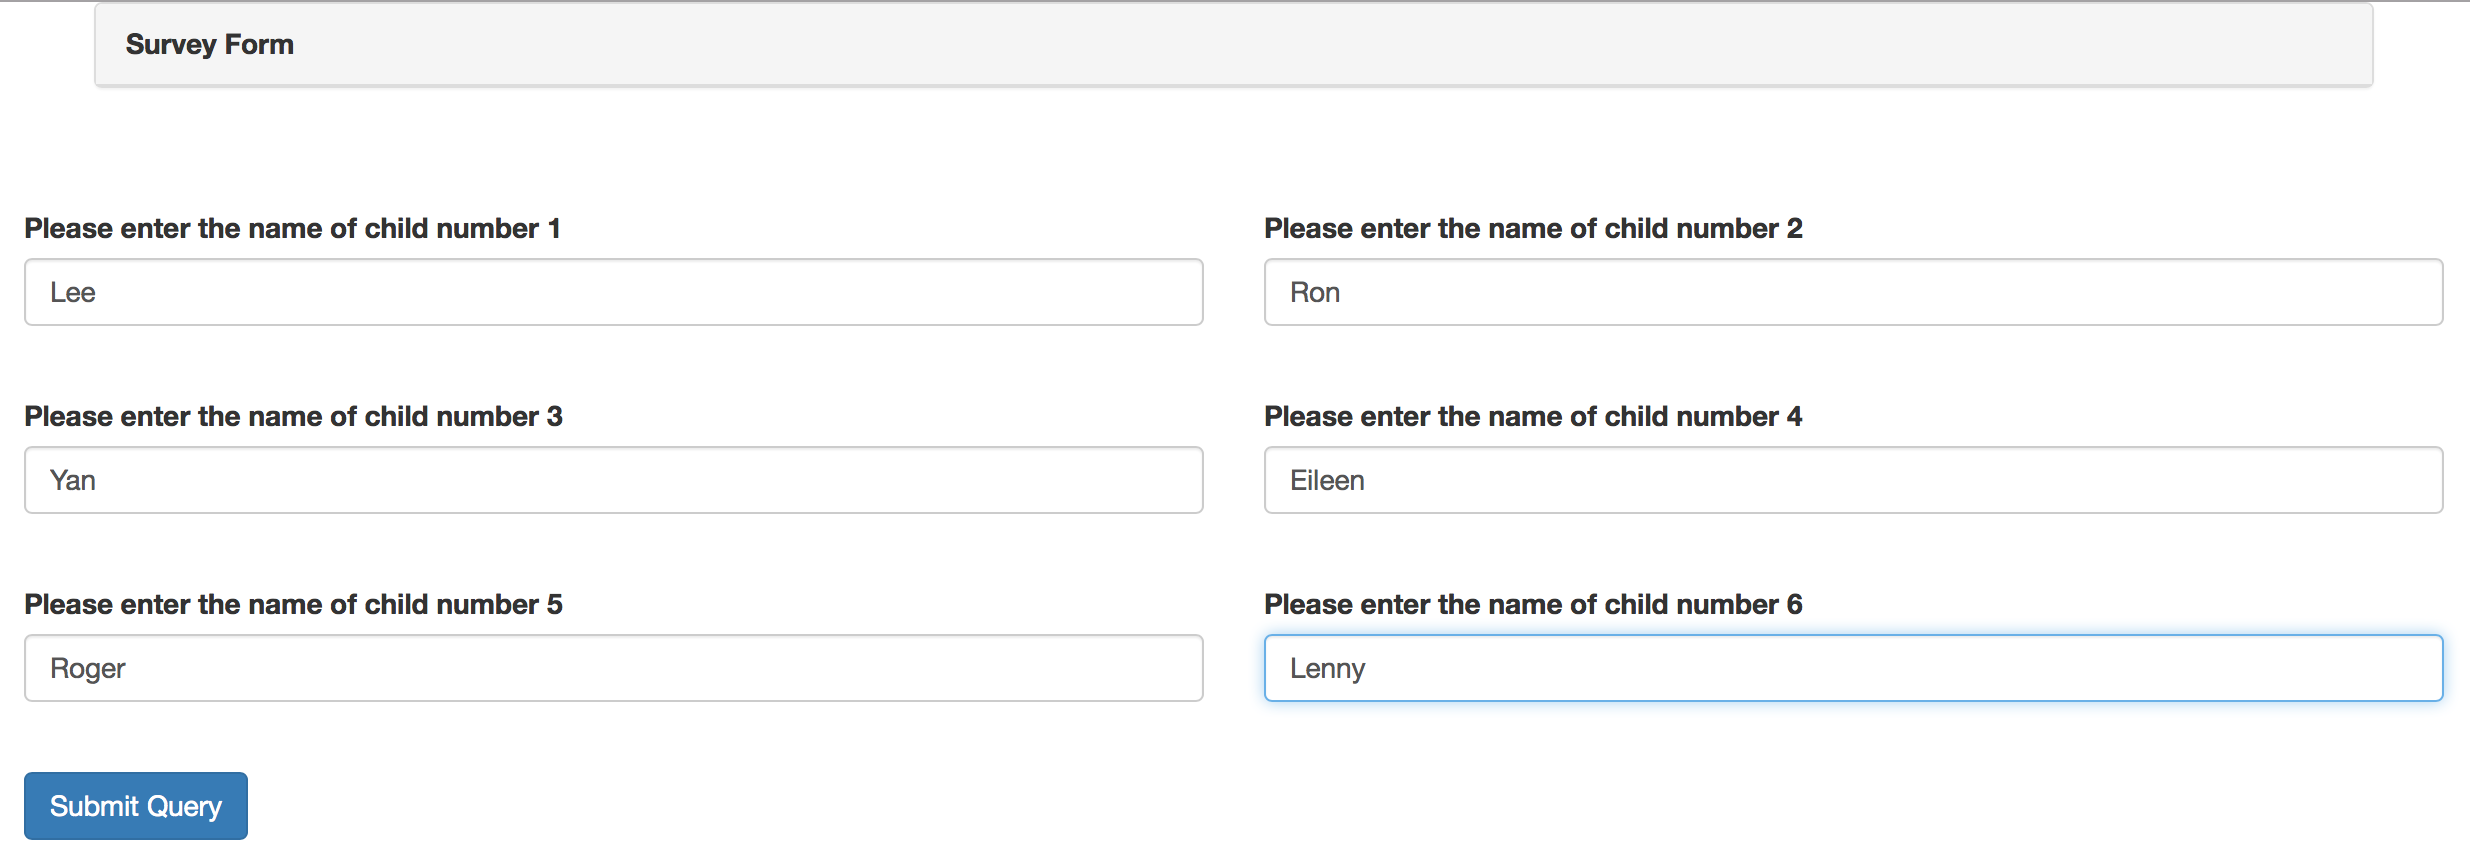 Survey Form
Please enter the name of child number 1
Please enter the name of child number 2
Lee
Ron
Please enter the name of child number 3
Please enter the name of child number 4
Yan
Eileen
Please enter the name of child number 5
Please enter the name of child number 6
Roger
Lenny
Submit Query